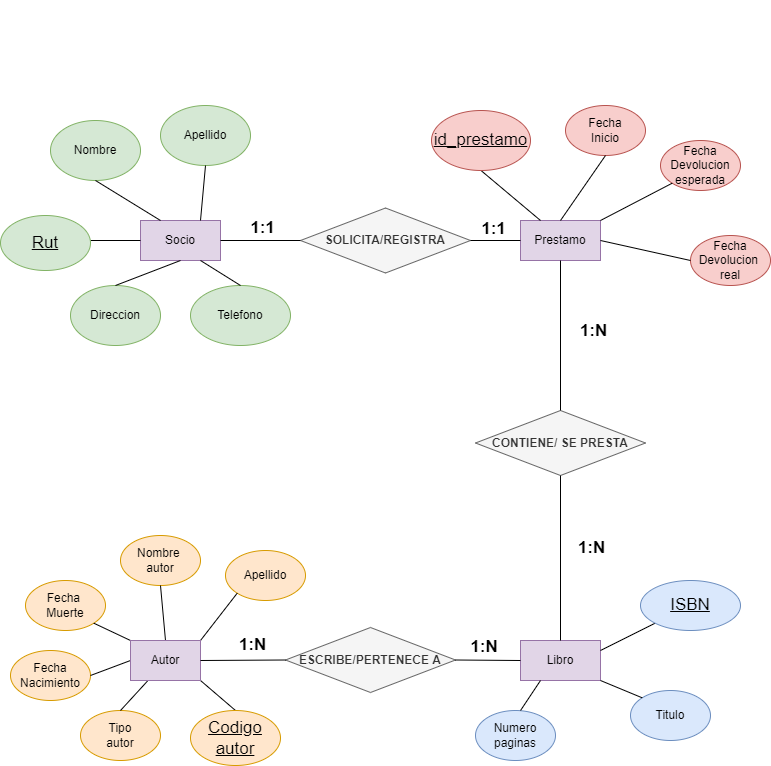 Apellido
Nombre
Rut
Socio
Direccion
Telefono
1:1
SOLICITA/REGISTRA
1:1
id_prestamo
Fecha
Inicio
Fecha
Devolucion
esperada
Prestamo
Fecha
Devolucion
real
1:N
CONTIENE/ SE PRESTA
1:N
Nombre
autor
Apellido
Fecha
Muerte
Fecha
Nacimiento
Autor
Tipo
autor
Codigo
autor
1:N
ESCRIBE/PERTENECE A
1:N
Libro
ISBN
Titulo
Numero
paginas